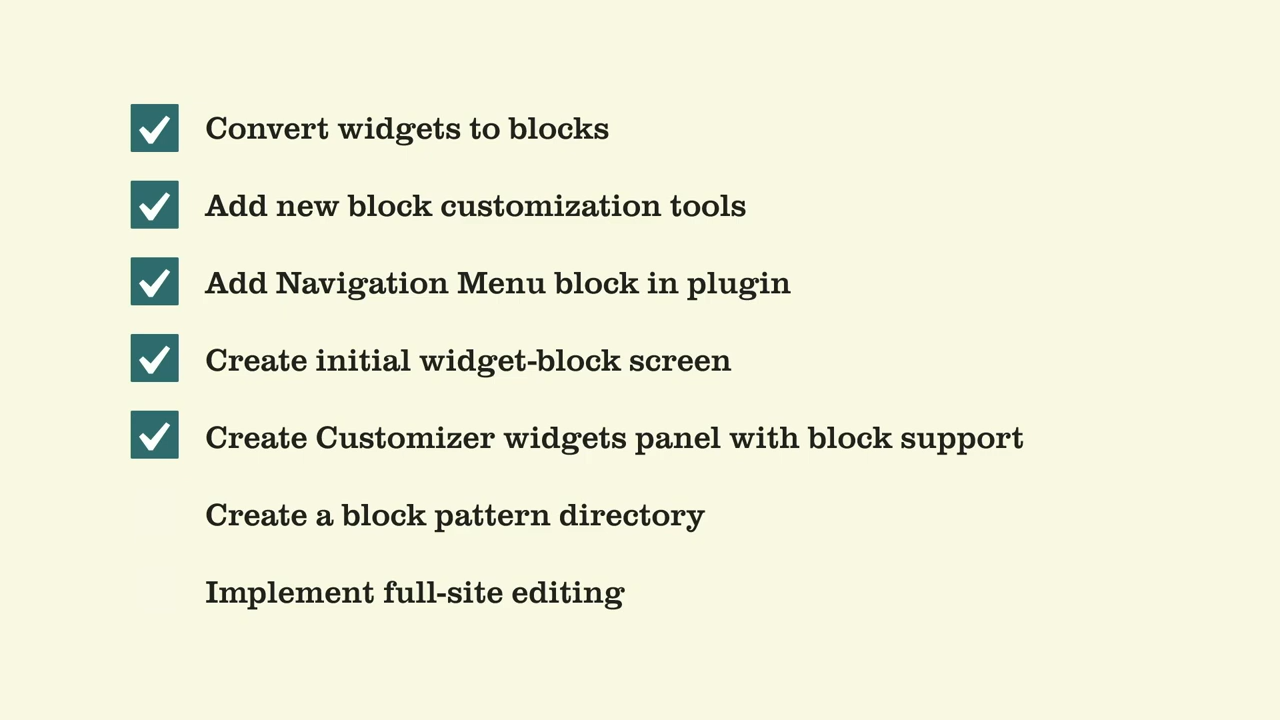 Convert widgets to blocks
Add new block customization tools
Add Navigation Menu block in plugin
Create initial widget-block screen
Create Customizer widgets panel with block support
Create a block pattern directory
Implement full-site editing